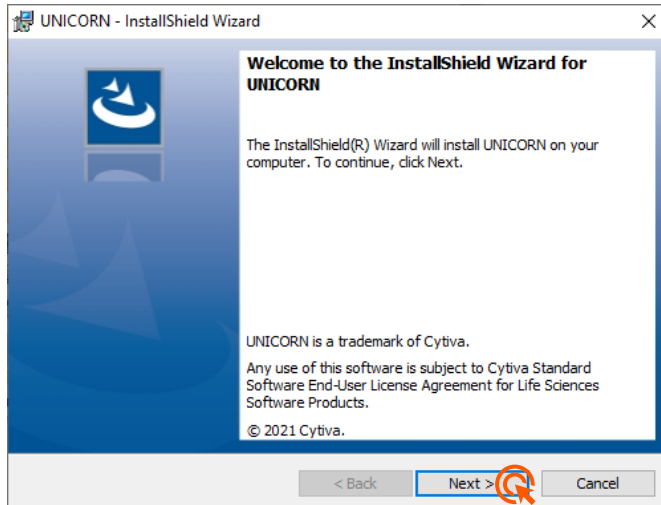 UNICORN - InstallShield Wizard
Welcome to the InstallShield Wizard for
UNICORN
The InstallShield(R) Wizard will install UNICORN on your
computer. To continue, click Next.
UNICORN is a trademark of Cytiva.
Any use of this software is subject to Cytiva Standard
Software End-User License Agreement for Life Sciences
Software Products.
© 2021 Cytiva.
< Back Next > Cancel